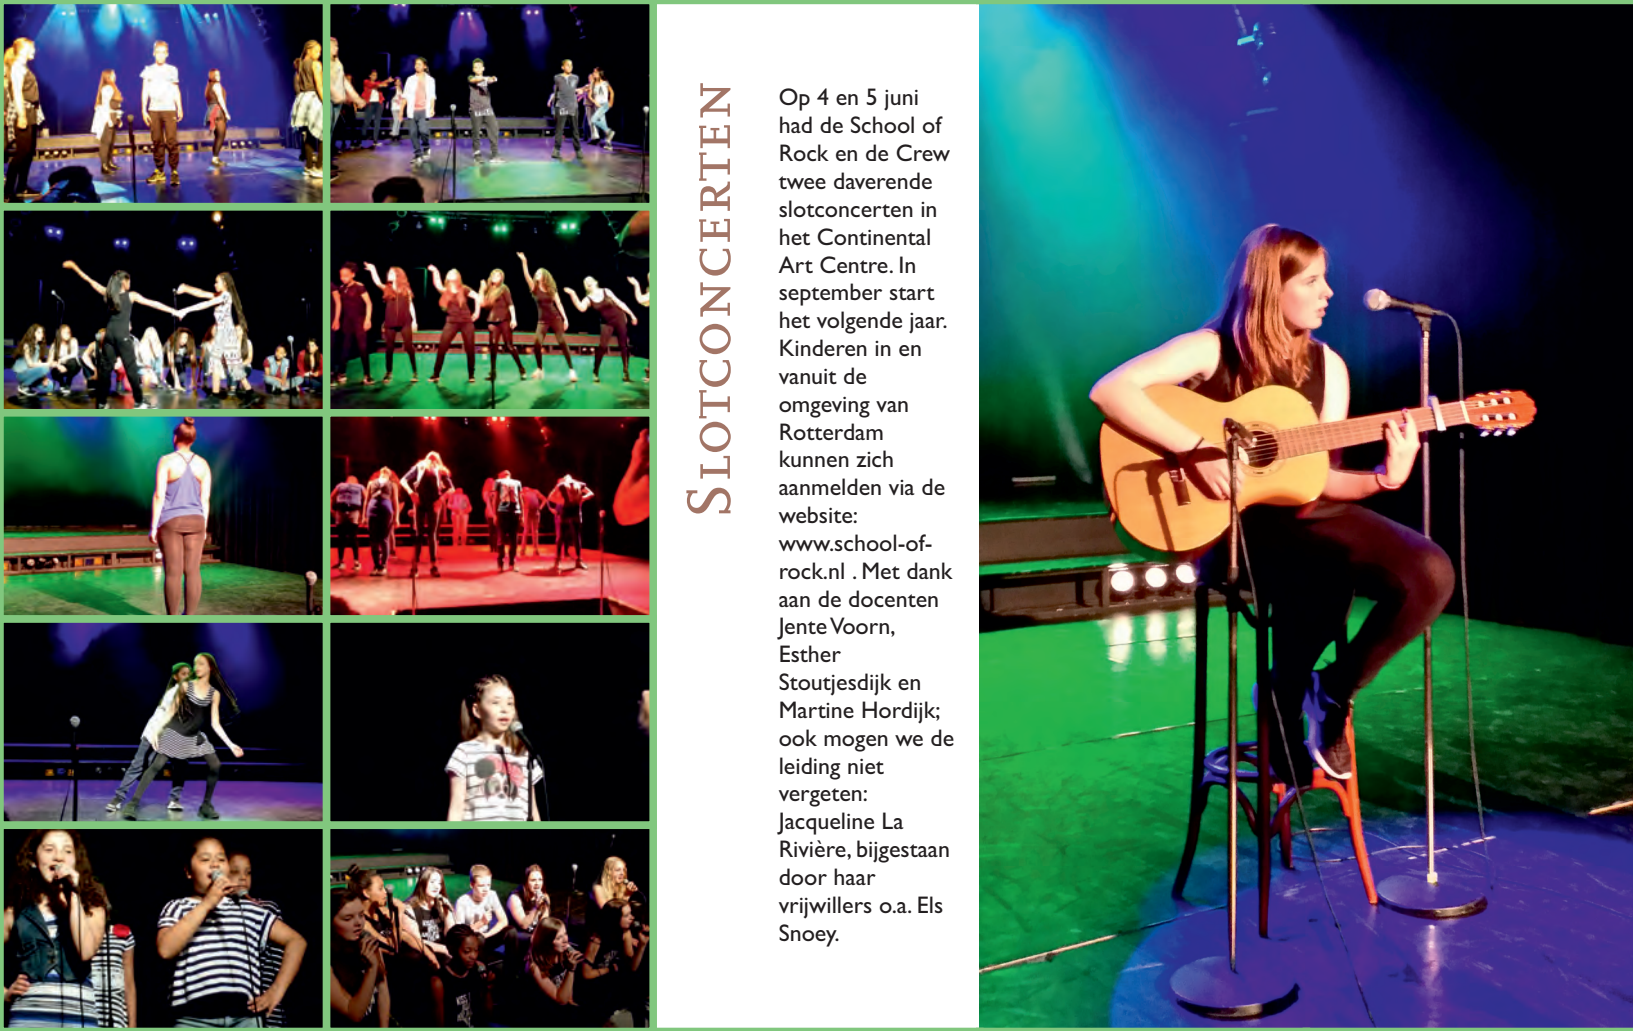 SLOTCONCERTEN
Op 4 en 5 juni
had de School of
Rock en de Crew
twee daverende
slotconcerten in
het Continental
Art Centre. In
september start
het volgende jaar.
Kinderen in en
vanuit de
omgeving van
Rotterdam
kunnen zich
aanmelden via de
website:
www.school-of-
rock.nl . Met dank
aan de docenten
Jente Voorn,
Esther
Stoutjesdijk en
Martine Hordijk;
ook mogen we de
leiding niet
vergeten:
Jacqueline La
Rivière, bijgestaan
door haar
vrijwillers o.a. Els
Snoey.